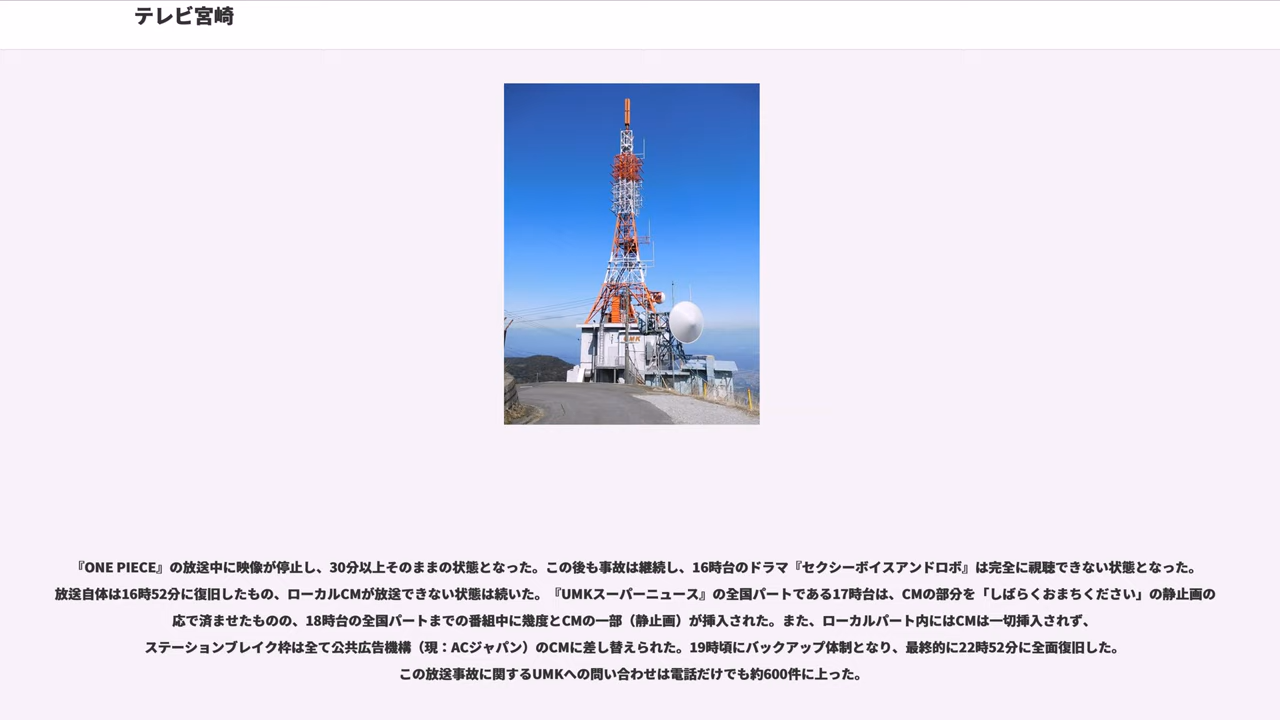 テレビ宮崎
UMK
『ONE PIECE』の放送中に映像が停止し、30分以上そのままの状態となった。この後も事故は継続し、16時台のドラマ『セクシーボイスアンドロボ』は完全に視聴できない状態となった。
放送自体は16時52分に復旧したもの、ローカルCMが放送できない状態は続いた。『UMKスーパーニュース』の全国パートである17時台は、CMの部分を「しばらくおまちください」の静止画の
応で済ませたものの、18時台の全国パートまでの番組中に幾度とCMの一部（静止画）が挿入された。また、ローカルパート内にはCMは一切挿入されず、
ステーションブレイク枠は全て公共広告機構（現：ACジャパン）のCMに差し替えられた。19時頃にバックアップ体制となり、最終的に22時52分に全面復旧した。
この放送事故に関するUMKへの問い合わせは電話だけでも約600件に上った。